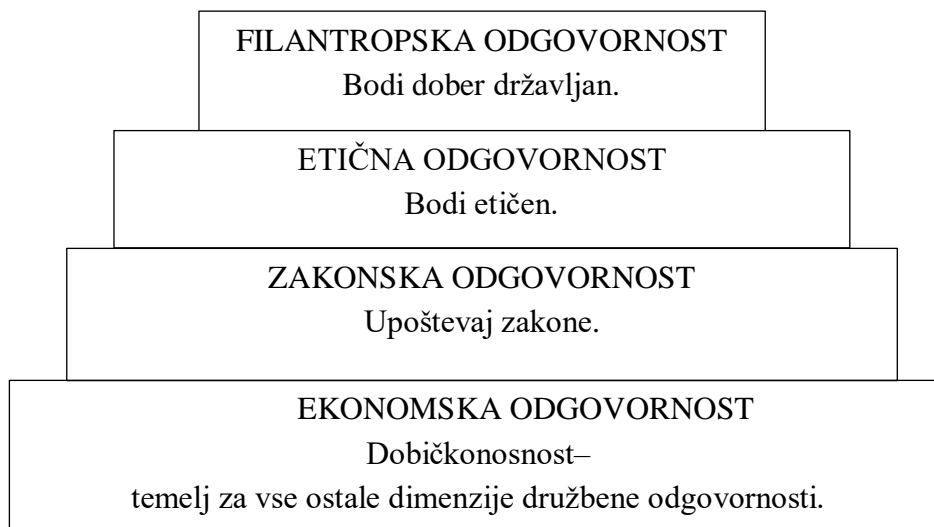 FILANTROPSKA ODGOVORNOST
Bodi dober državljan.
ETIČNA ODGOVORNOST
Bodi etičen.
ZAKONSKA ODGOVORNOST
Upoštevaj zakone.
EKONOMSKA ODGOVORNOST
Dobičkonosnost–
temelj za vse ostale dimenzije družbene odgovornosti.